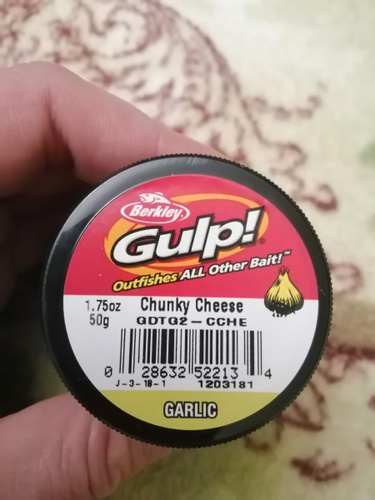 Berkley
Gulp!®
Outfishes ALL Other Bait!™
1.75oz Chunky Cheese
50g GDTG2-CCHE
0 28632 52213 4
J-3-18-1 1203181
GARLIC